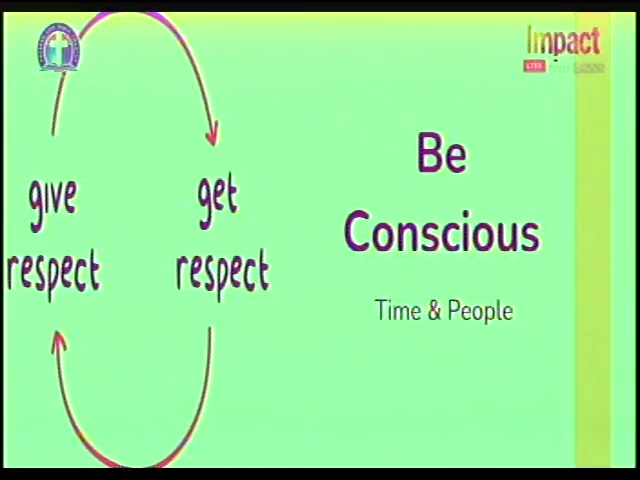 Impact
give
respect
get
respect
Be
Conscious
Time & People